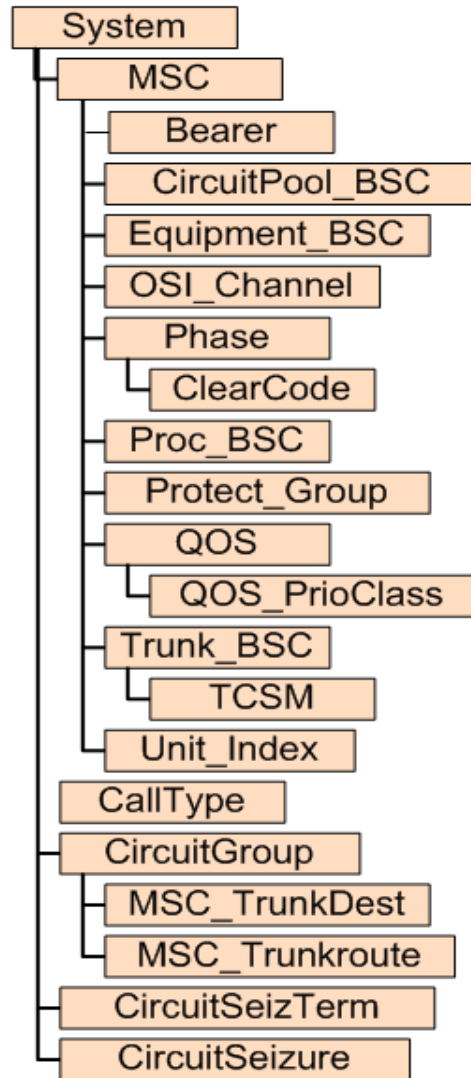 System
MSC
Bearer
CircuitPool_BSC
Equipment_BSC
OSI_Channel
Phase
ClearCode
Proc_BSC
Protect_Group
QOS
QOS_PrioClass
Trunk_BSC
TCSM
Unit_Index
CallType
CircuitGroup
MSC_TrunkDest
MSC_Trunkroute
CircuitSeizTerm
CircuitSeizure